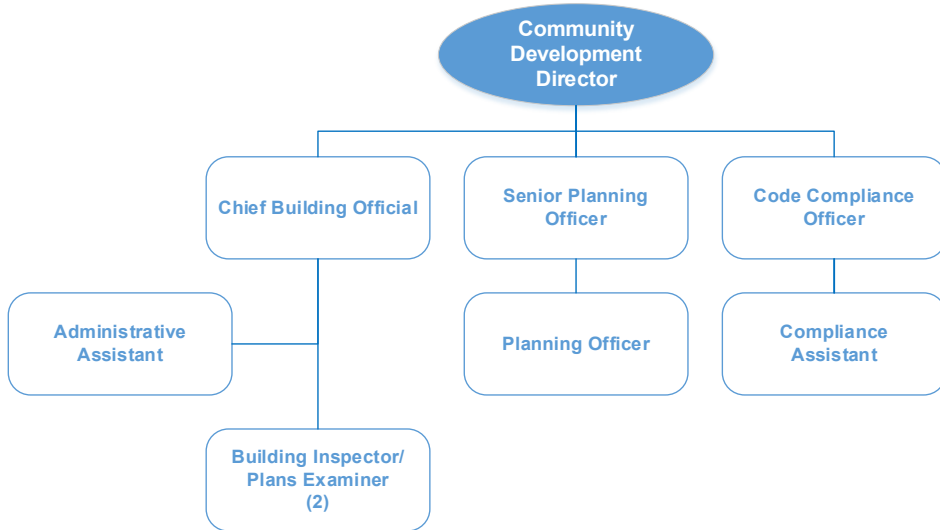 Community
Development
Director
Chief Building Official
Senior Planning
Officer
Code Compliance
Officer
Administrative
Assistant
Planning Officer
Compliance
Assistant
Building Inspector/
Plans Examiner
(2)